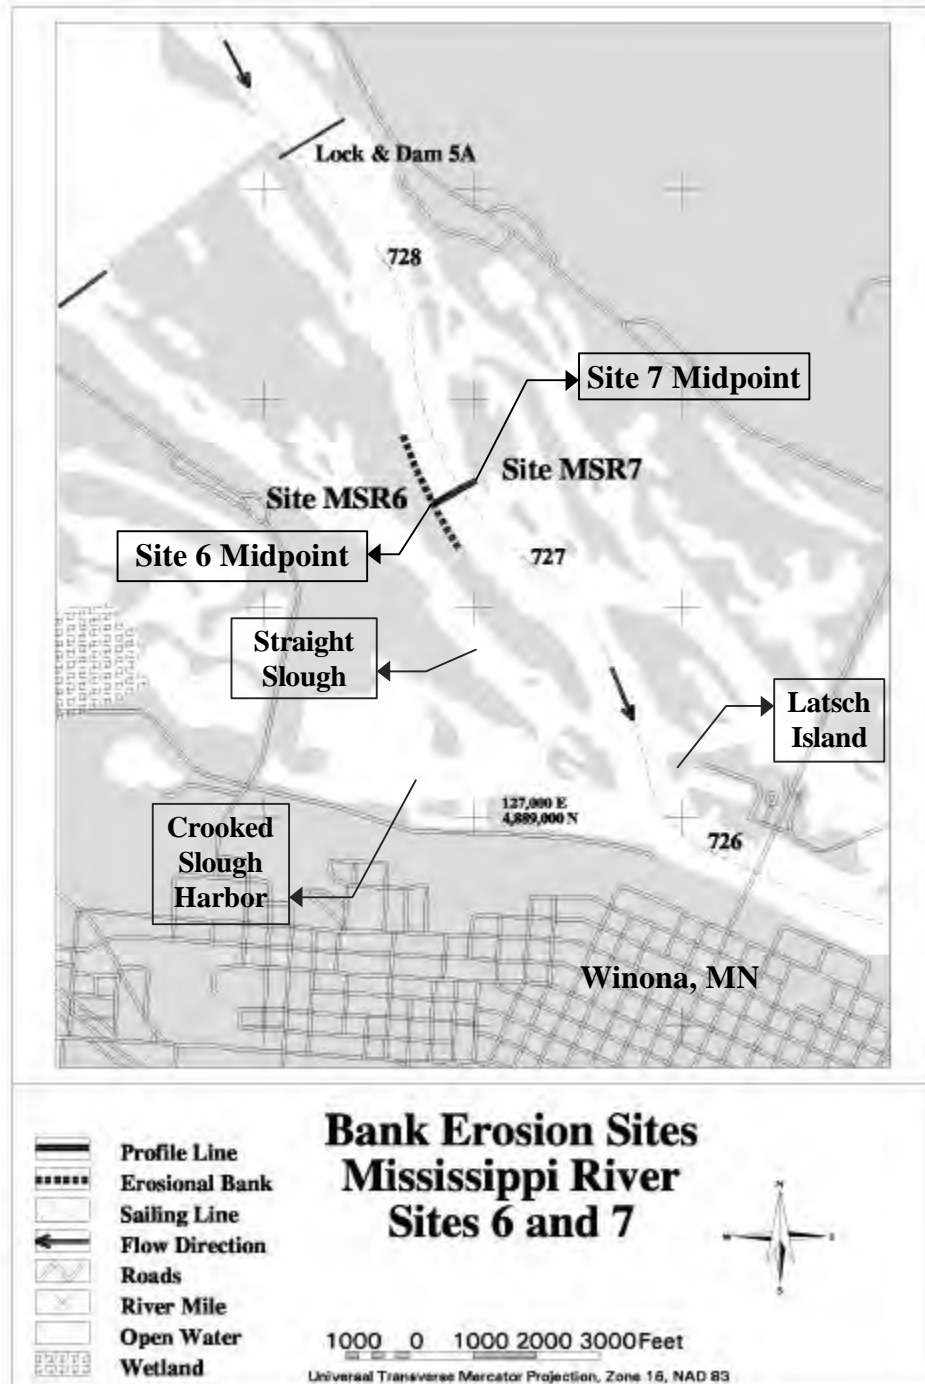 Lock & Dam 5A
728
Site 7 Midpoint
Site MSR7
Site MSR6
Site 6 Midpoint
727
Straight
Slough
Latsch
Island
127,000 E
4,889,000 N
Crooked
Slough
Harbor
726
Winona, MN
Bank Erosion Sites
Mississippi River
Sites 6 and 7
Profile Line
Erosional Bank
Sailing Line
Flow Direction
Roads
River Mile
Open Water
Wetland
N
S
1000 0 1000 2000 3000 Feet
Universal Transverse Mercator Projection, Zone 16, NAD 83